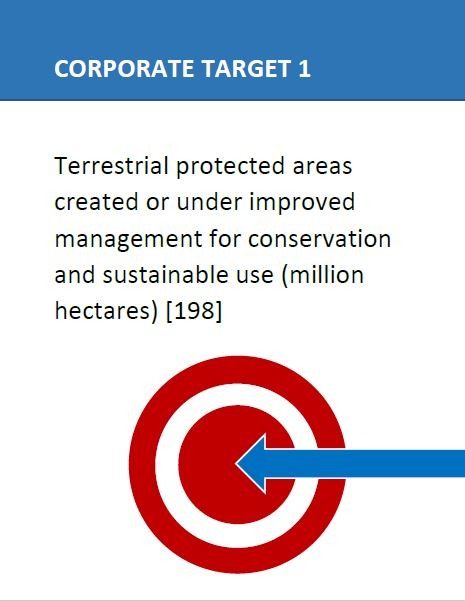 CORPORATE TARGET 1
Terrestrial protected areas
created or under improved
management for conservation
and sustainable use (million
hectares) [198]